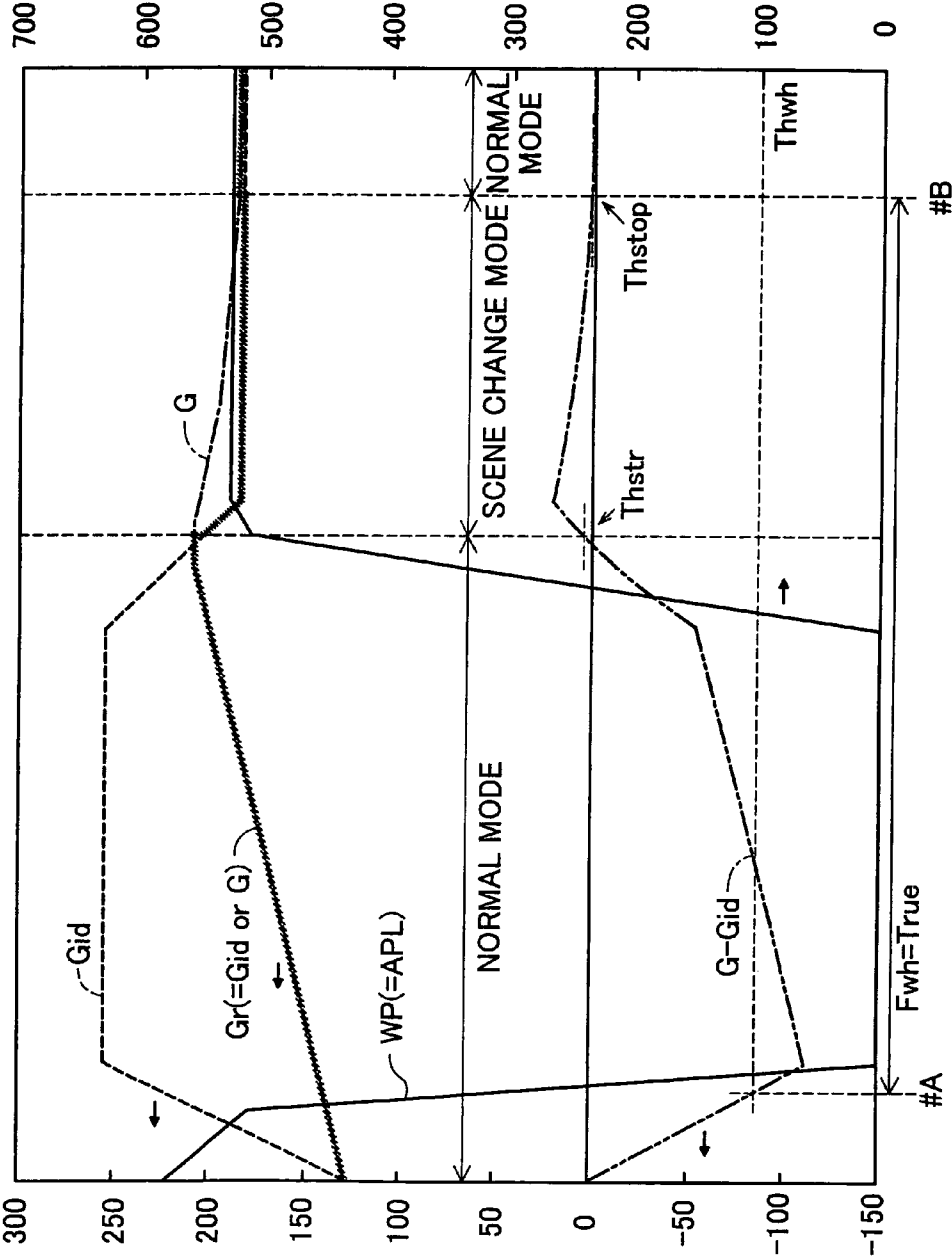 700
600
500
400
300
200
100
0
300
250
200
150
100
50
0
-50
-100
-150
Gid
G
Gr(=Gid or G)
WP(=APL)
NORMAL MODE
SCENE CHANGE MODE
NORMAL
MODE
Thstr
Thstop
Thwh
G-Gid
Fwh=True
#A
#B